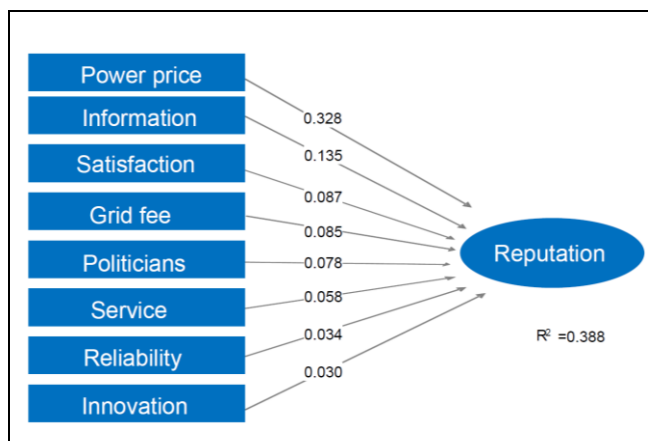 Power price
Information
Satisfaction
Grid fee
Politicians
Service
Reliability
Innovation
0.328
0.135
0.087
0.085
0.078
0.058
0.034
0.030
Reputation
R² =0.388